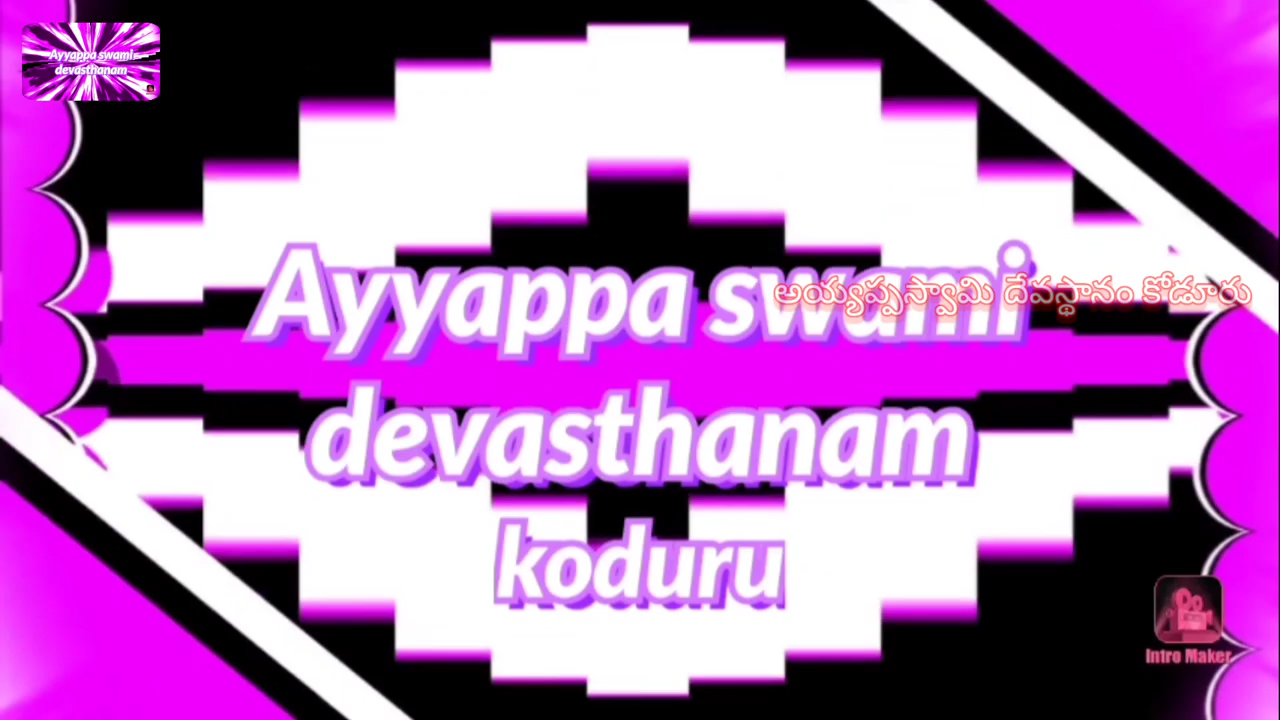 Ayyappa swami
devasthanam
Ayyappa swami
అయ్యప్పస్వామి దేవస్థానం కోడూరు
devasthanam
koduru
Intro Maker